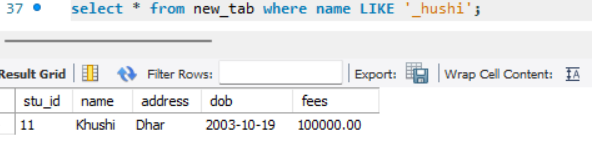 37 select * from new_tab where name LIKE '_hushi';
Result Grid Filter Rows: Export: Wrap Cell Content: IA
stu_id name address dob fees
11 Khushi Dhar 2003-10-19 100000.00